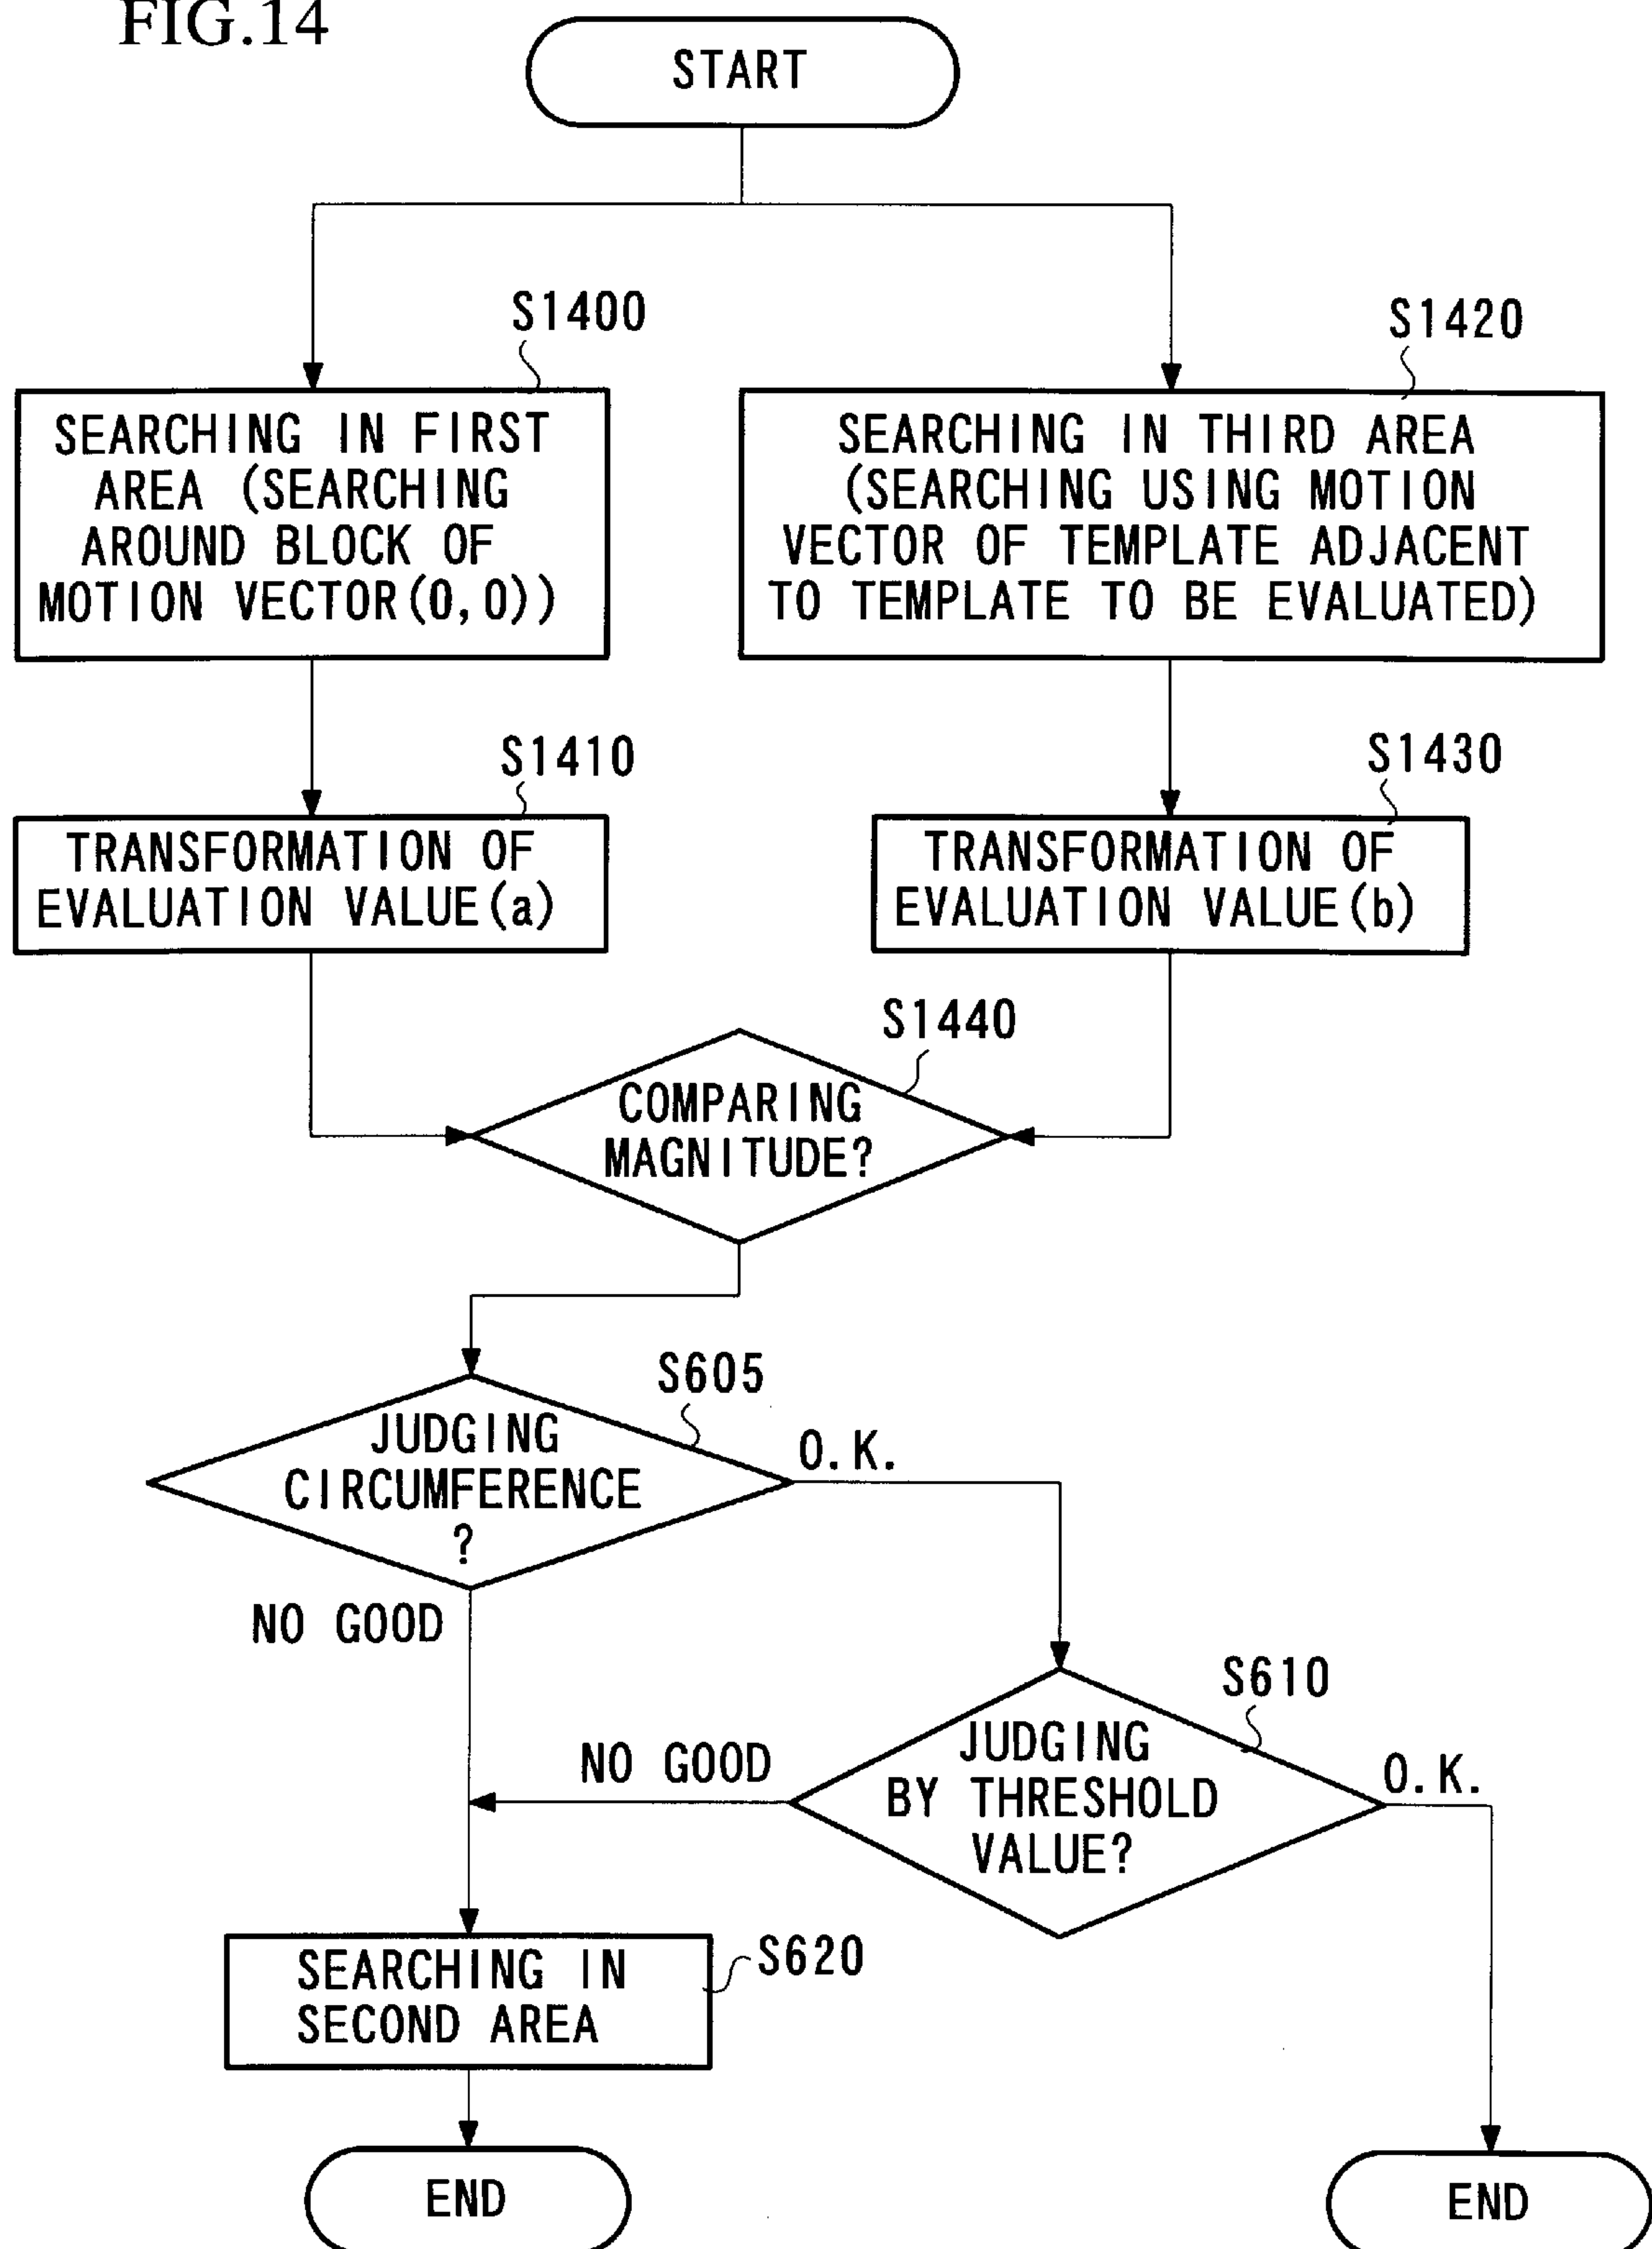 FIG.14
START
S1400
S1420
SEARCHING IN FIRST
AREA (SEARCHING
AROUND BLOCK OF
MOTION VECTOR(0,0))
SEARCHING IN THIRD AREA
(SEARCHING USING MOTION
VECTOR OF TEMPLATE ADJACENT
TO TEMPLATE TO BE EVALUATED)
S1410
S1430
TRANSFORMATION OF
EVALUATION VALUE(a)
TRANSFORMATION OF
EVALUATION VALUE(b)
S1440
COMPARING
MAGNITUDE?
S605
JUDGING
CIRCUMFERENCE
?
O.K.
NO GOOD
S610
JUDGING
BY THRESHOLD
VALUE?
NO GOOD
O.K.
S620
SEARCHING IN
SECOND AREA
END
END